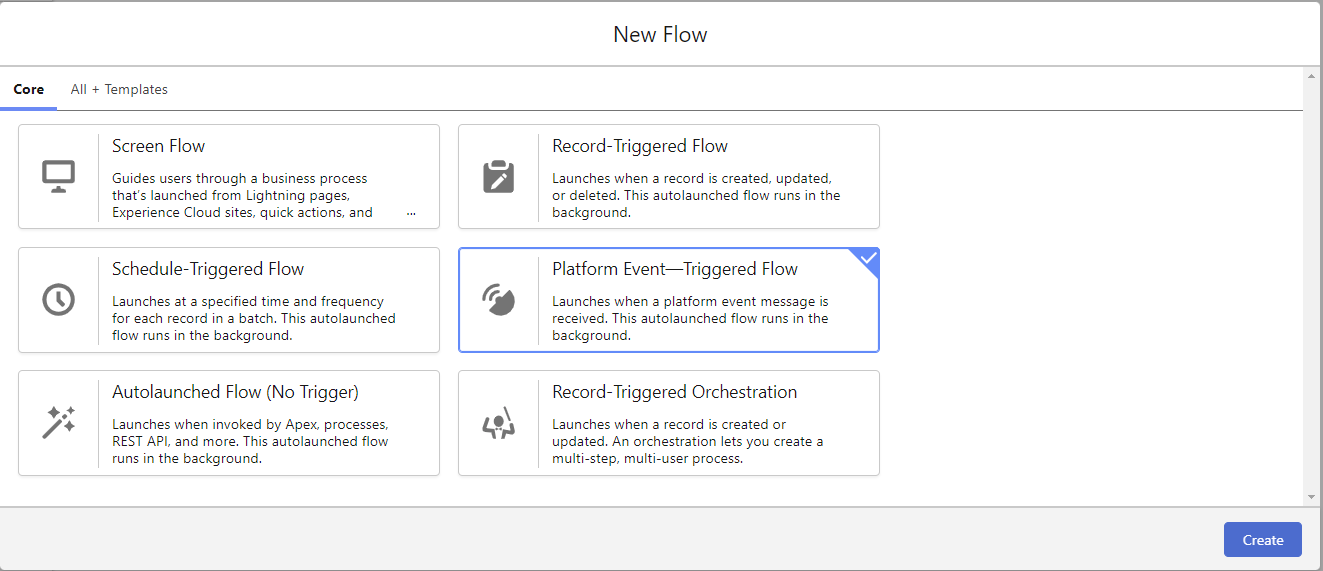 New Flow
Core
All + Templates
Screen Flow
Guides users through a business process
that's launched from Lightning pages,
Experience Cloud sites, quick actions, and ...
Record-Triggered Flow
Launches when a record is created, updated,
or deleted. This autolaunched flow runs in the
background.
Schedule-Triggered Flow
Launches at a specified time and frequency
for each record in a batch. This autolaunched
flow runs in the background.
Platform Event—Triggered Flow
Launches when a platform event message is
received. This autolaunched flow runs in the
background.
Autolaunched Flow (No Trigger)
Launches when invoked by Apex, processes,
REST API, and more. This autolaunched flow
runs in the background.
Record-Triggered Orchestration
Launches when a record is created or
updated. An orchestration lets you create a
multi-step, multi-user process.
Create